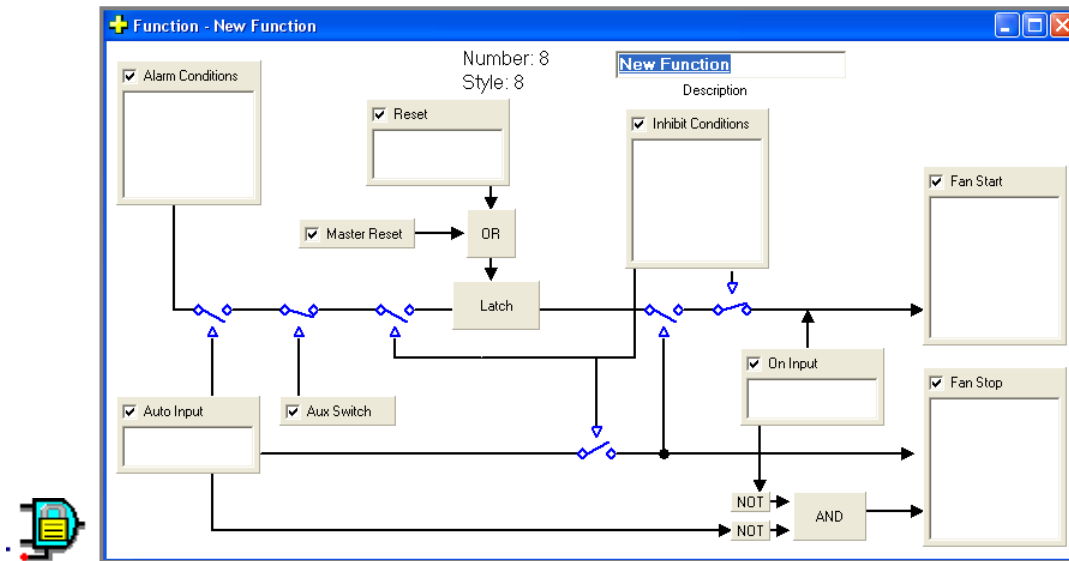 Function - New Function
Number: 8
Style: 8
New Function
Description
Alarm Conditions
Reset
Inhibit Conditions
Fan Start
Master Reset
OR
Latch
On Input
Fan Stop
Auto Input
Aux Switch
NOT
AND
NOT